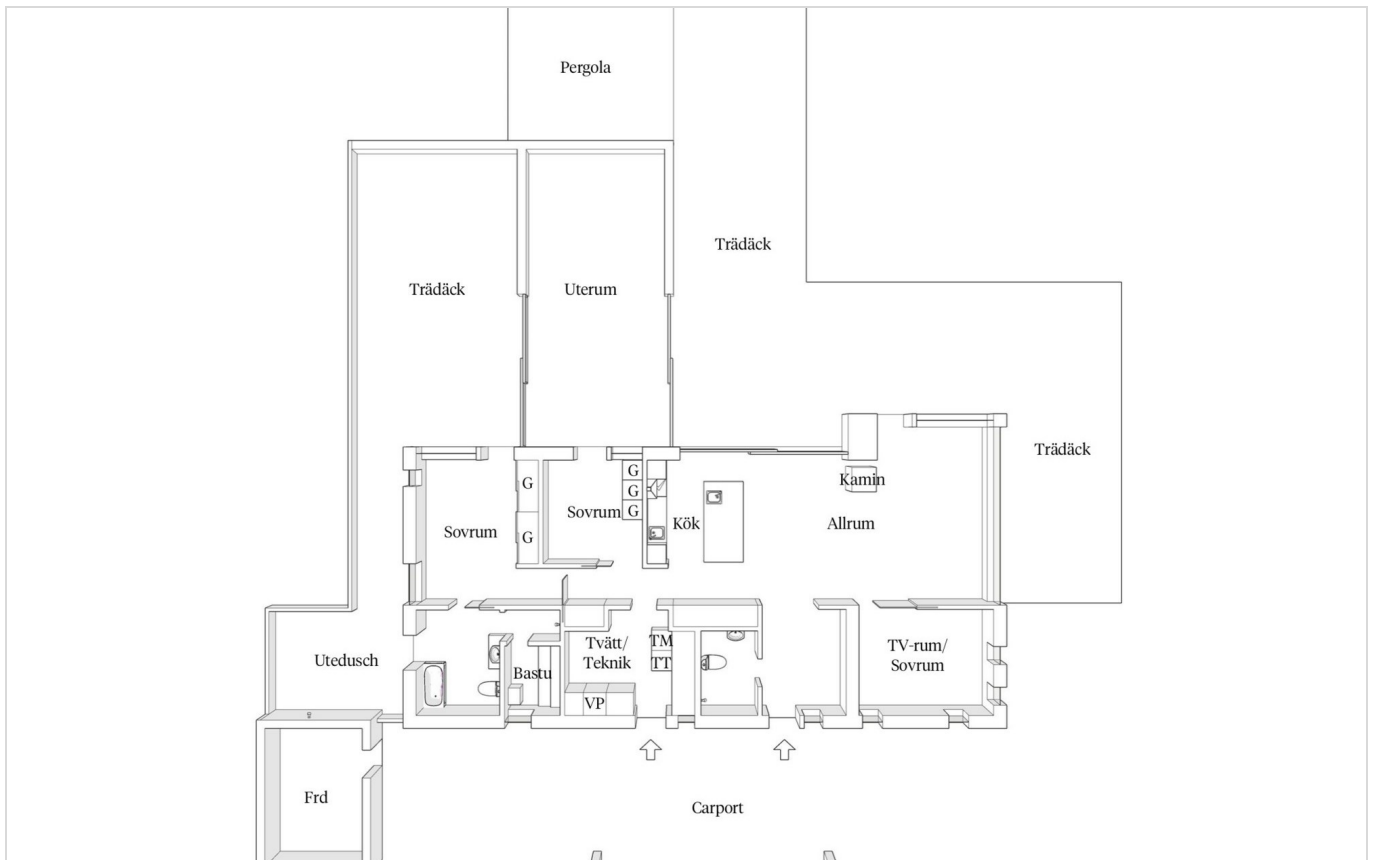 Pergola
Trädäck
Trädäck
Uterum
Trädäck
Kamin
G
G
G
G
G
Sovrum
Sovrum
Kök
Allrum
Utedusch
Bastu
Tvätt/
Teknik
TM
TT
VP
TV-rum/
Sovrum
Frd
Carport